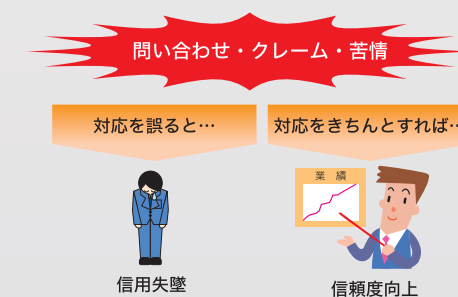 問い合わせ・クレーム・苦情
対応を誤ると…
対応をきちんとすれば…
業績
信用失墜
信頼度向上